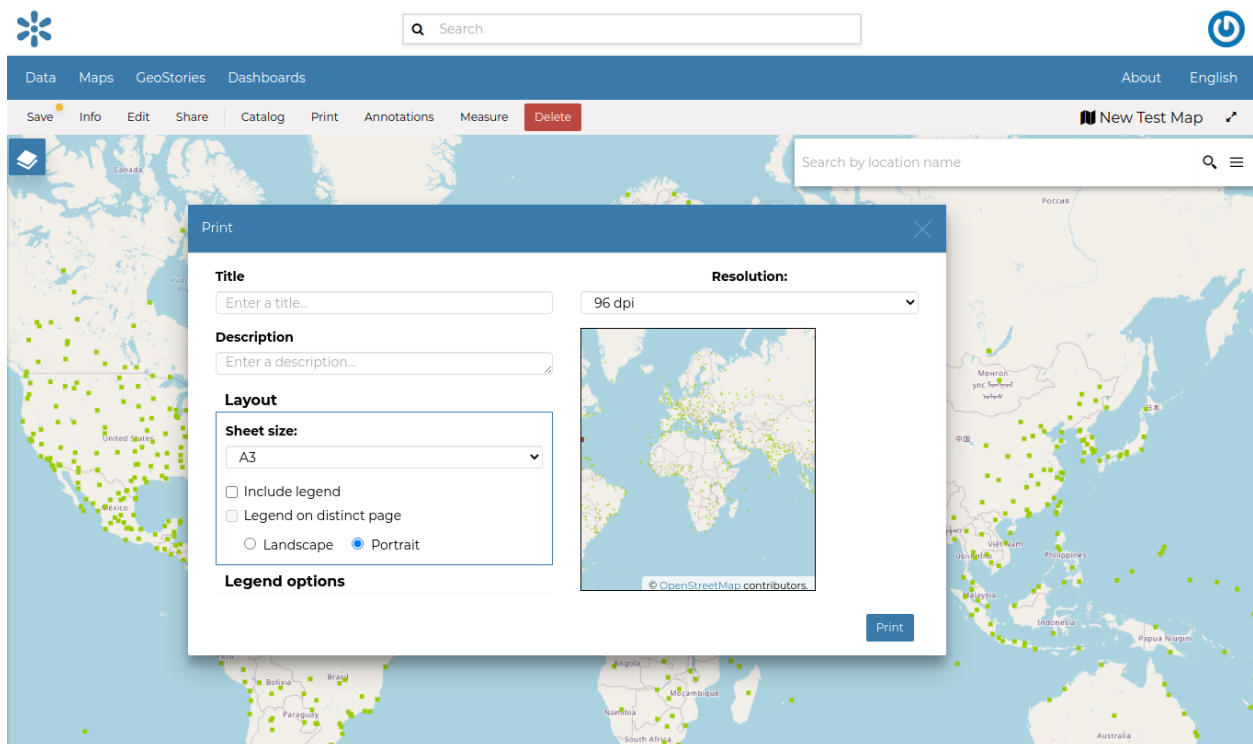 Search
Data Maps GeoStories Dashboards About English
Save Info Edit Share Catalog Print Annotations Measure Delete New Test Map
Search by location name
Canada
Россия
Print
Title
Enter a title...
Resolution:
96 dpi
Description
Enter a description...
Layout
Sheet size:
A3
Include legend
Legend on distinct page
Landscape Portrait
Legend options
© OpenStreetMap contributors.
Print
United States
México
Монгол
улс
日本
中国
Việt Nam
Philippines
Malaysia
Indonesia
Papua Niugini
Perú
Brasil
Bolivia
Paraguay
Angola
Moçambique
Namibia
South Africa
Australia